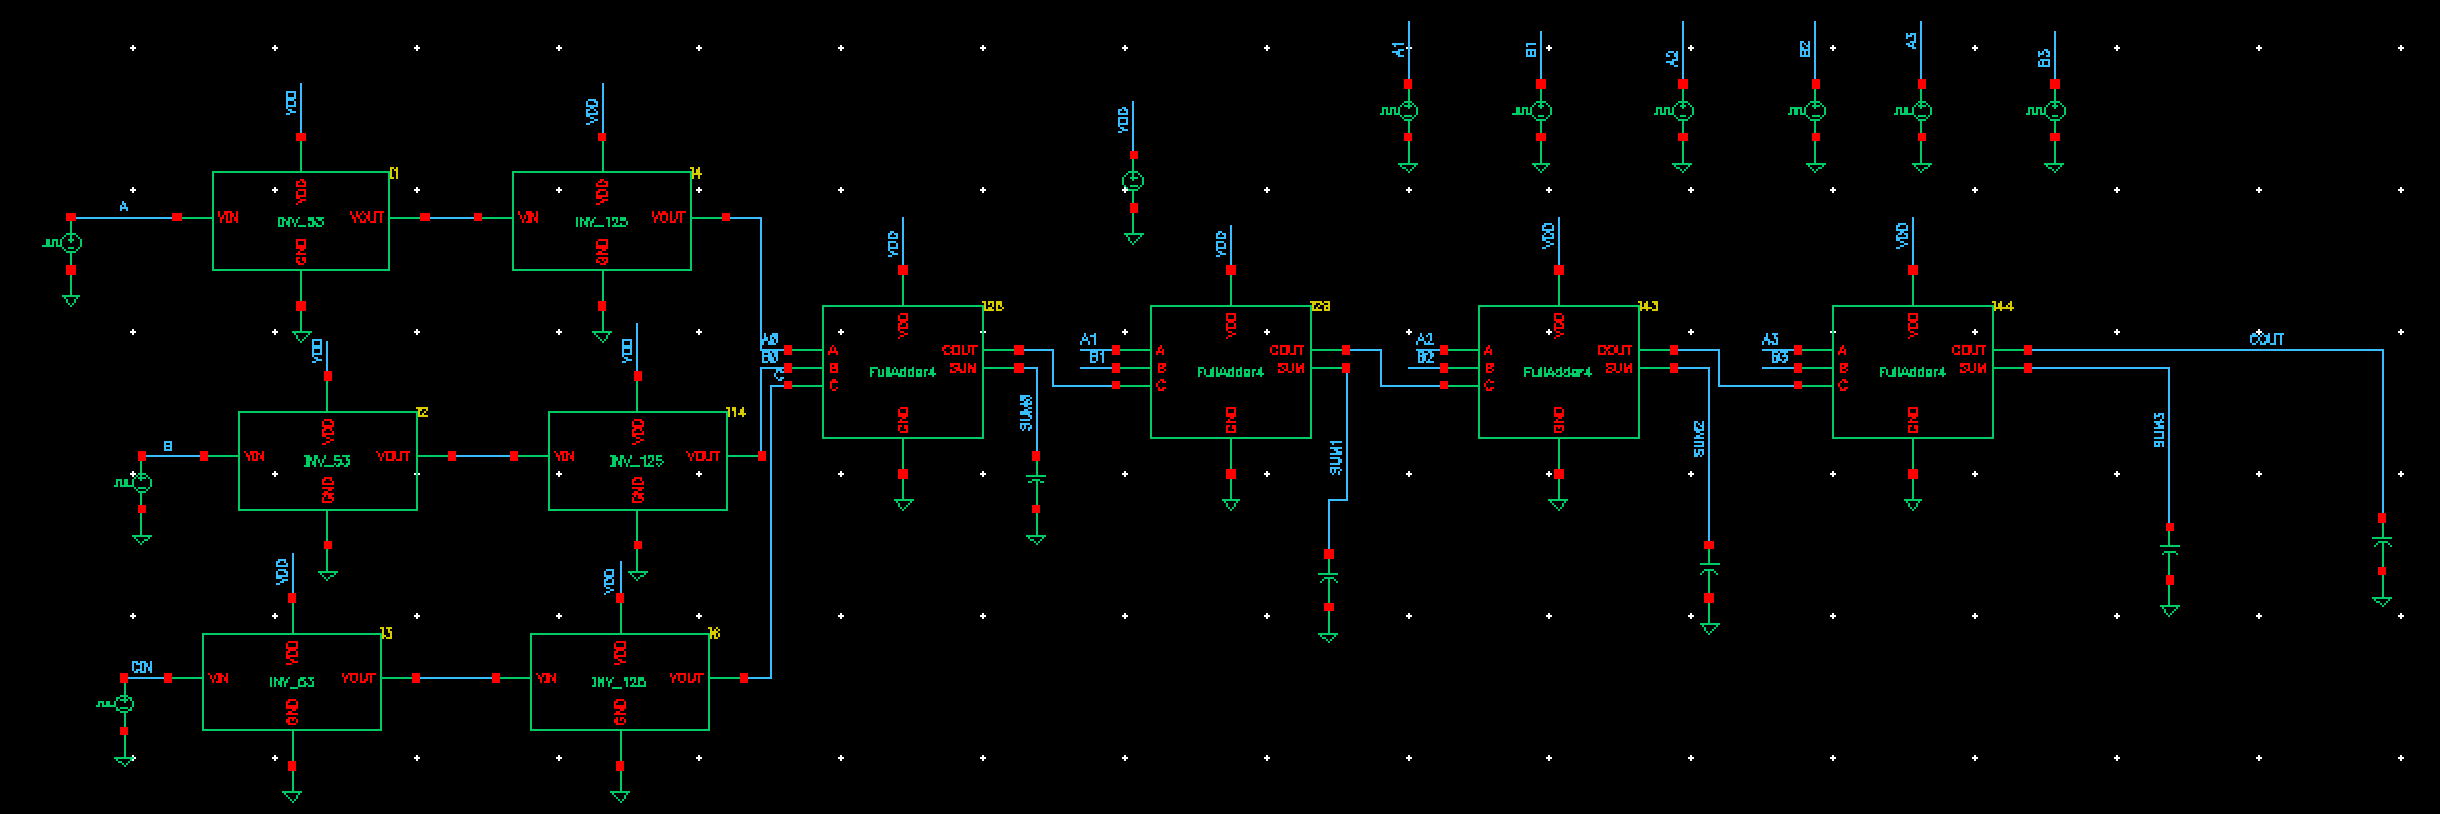 A1
B1
A2
B2
A3
B3
VDD
VDD
VDD
I1
I4
A
VDD
VIN
VOUT
INV_53
GND
VDD
VIN
VOUT
INV_125
GND
VDD
VDD
VDD
VDD
I28
I43
I44
VDD
VDD
A0
B0
C
VDD
A
B
C
COUT
SUM
FullAdder4
GND
A1
B1
VDD
A
B
C
COUT
SUM
FullAdder4
GND
A2
B2
VDD
A
B
C
COUT
SUM
FullAdder4
GND
A3
B3
VDD
A
B
C
COUT
SUM
FullAdder4
GND
COUT
SUM0
SUM1
SUM2
SUM3
I2
I14
B
VDD
VIN
VOUT
INV_53
GND
VDD
VIN
VOUT
INV_125
GND
VDD
VDD
I3
I6
CIN
VDD
VIN
VOUT
INV_53
GND
VDD
VIN
VOUT
INV_125
GND